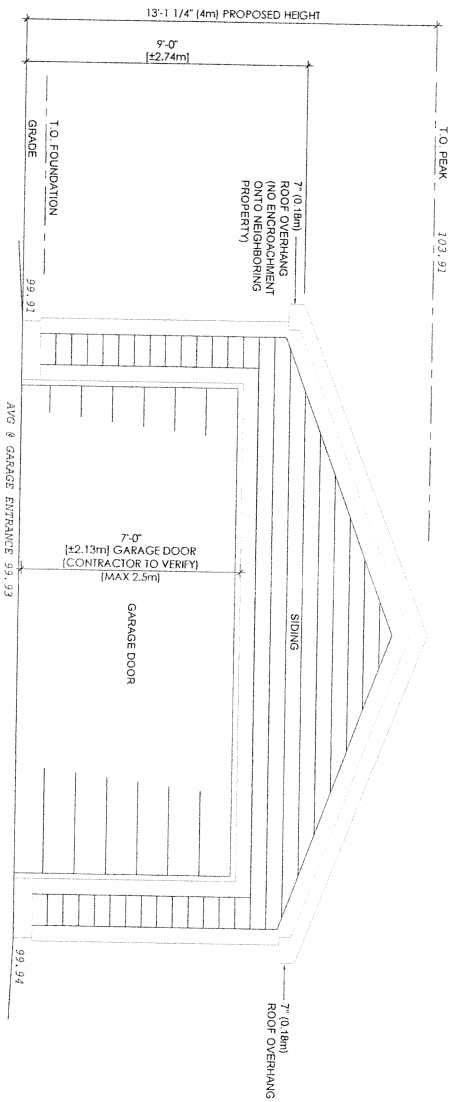 13'-1 1/4" (4m) PROPOSED HEIGHT
9'-0"
[±2.74m]
T.O. PEAK 103.91
T.O. FOUNDATION
GRADE
7" (0.18m)
ROOF OVERHANG
(NO ENCROACHMENT
ONTO NEIGHBORING
PROPERTY)
99.91
AVG @ GARAGE ENTRANCE 99.93
7'-0"
[±2.13m] GARAGE DOOR
(CONTRACTOR TO VERIFY)
(MAX 2.5m)
GARAGE DOOR
SIDING
99.94
7" (0.18m)
ROOF OVERHANG